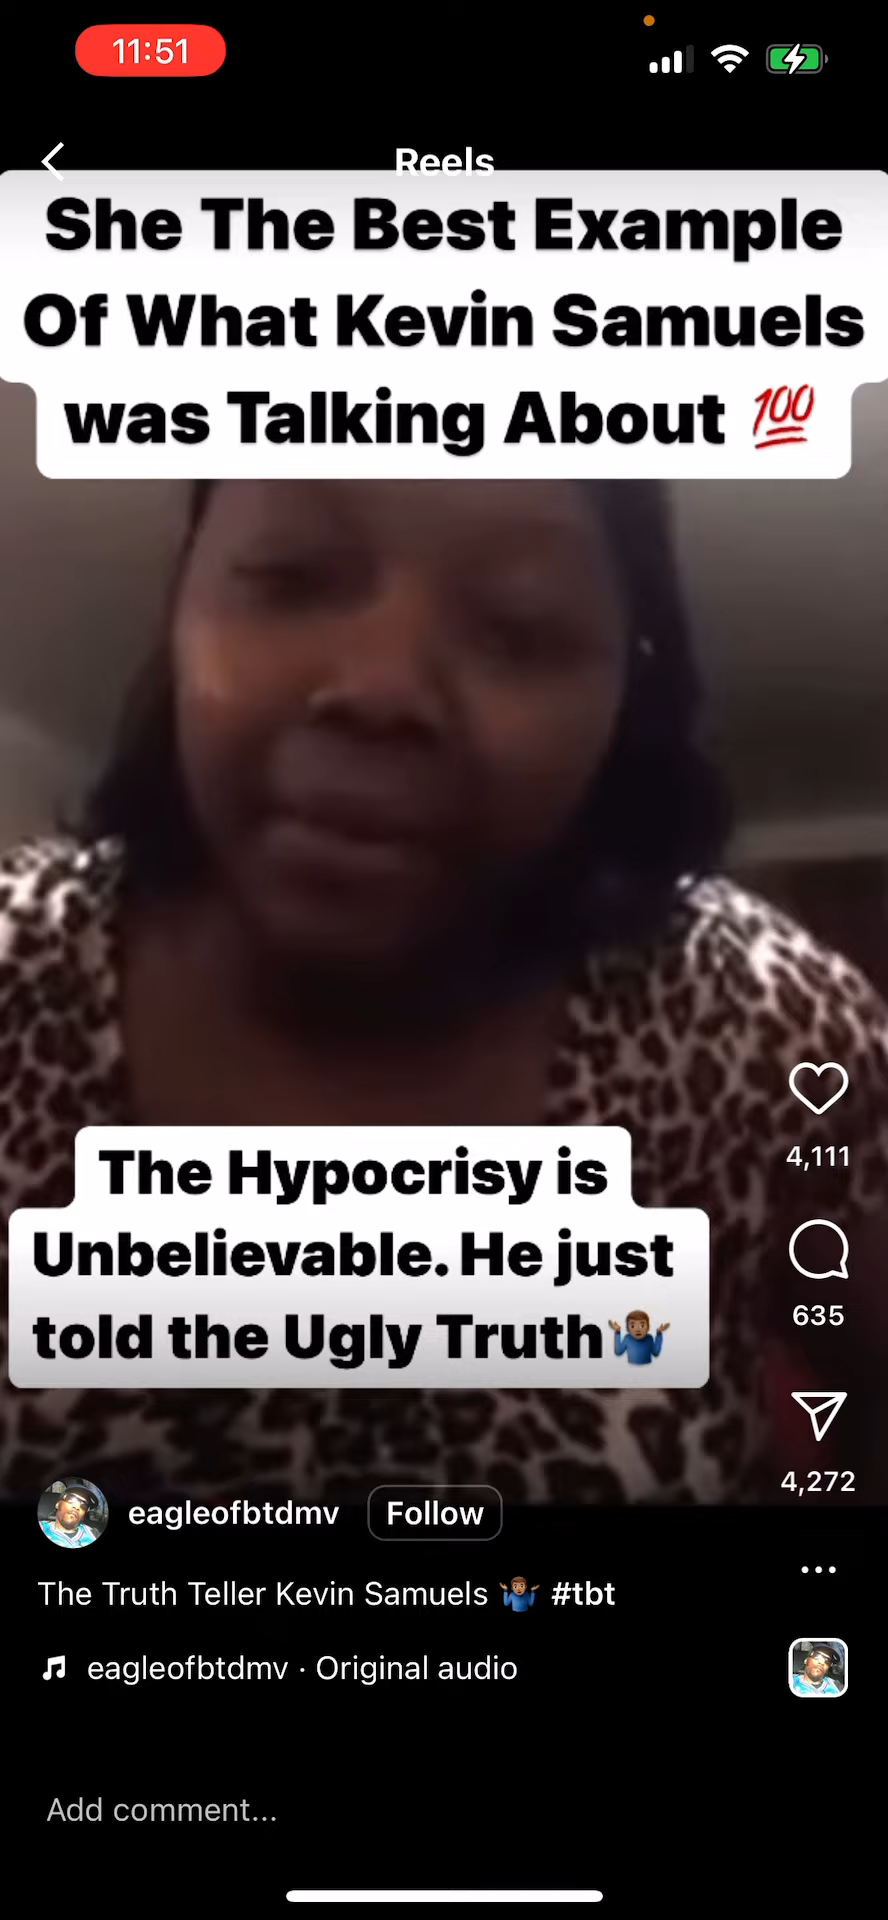 11:51
Reels
She The Best Example
Of What Kevin Samuels
was Talking About 💯
The Hypocrisy is
Unbelievable. He just
told the Ugly Truth🤷🏾‍♂️
4,111
635
4,272
eagleofbtdmv Follow
The Truth Teller Kevin Samuels 🤷🏾‍♂️ #tbt
eagleofbtdmv · Original audio
Add comment...